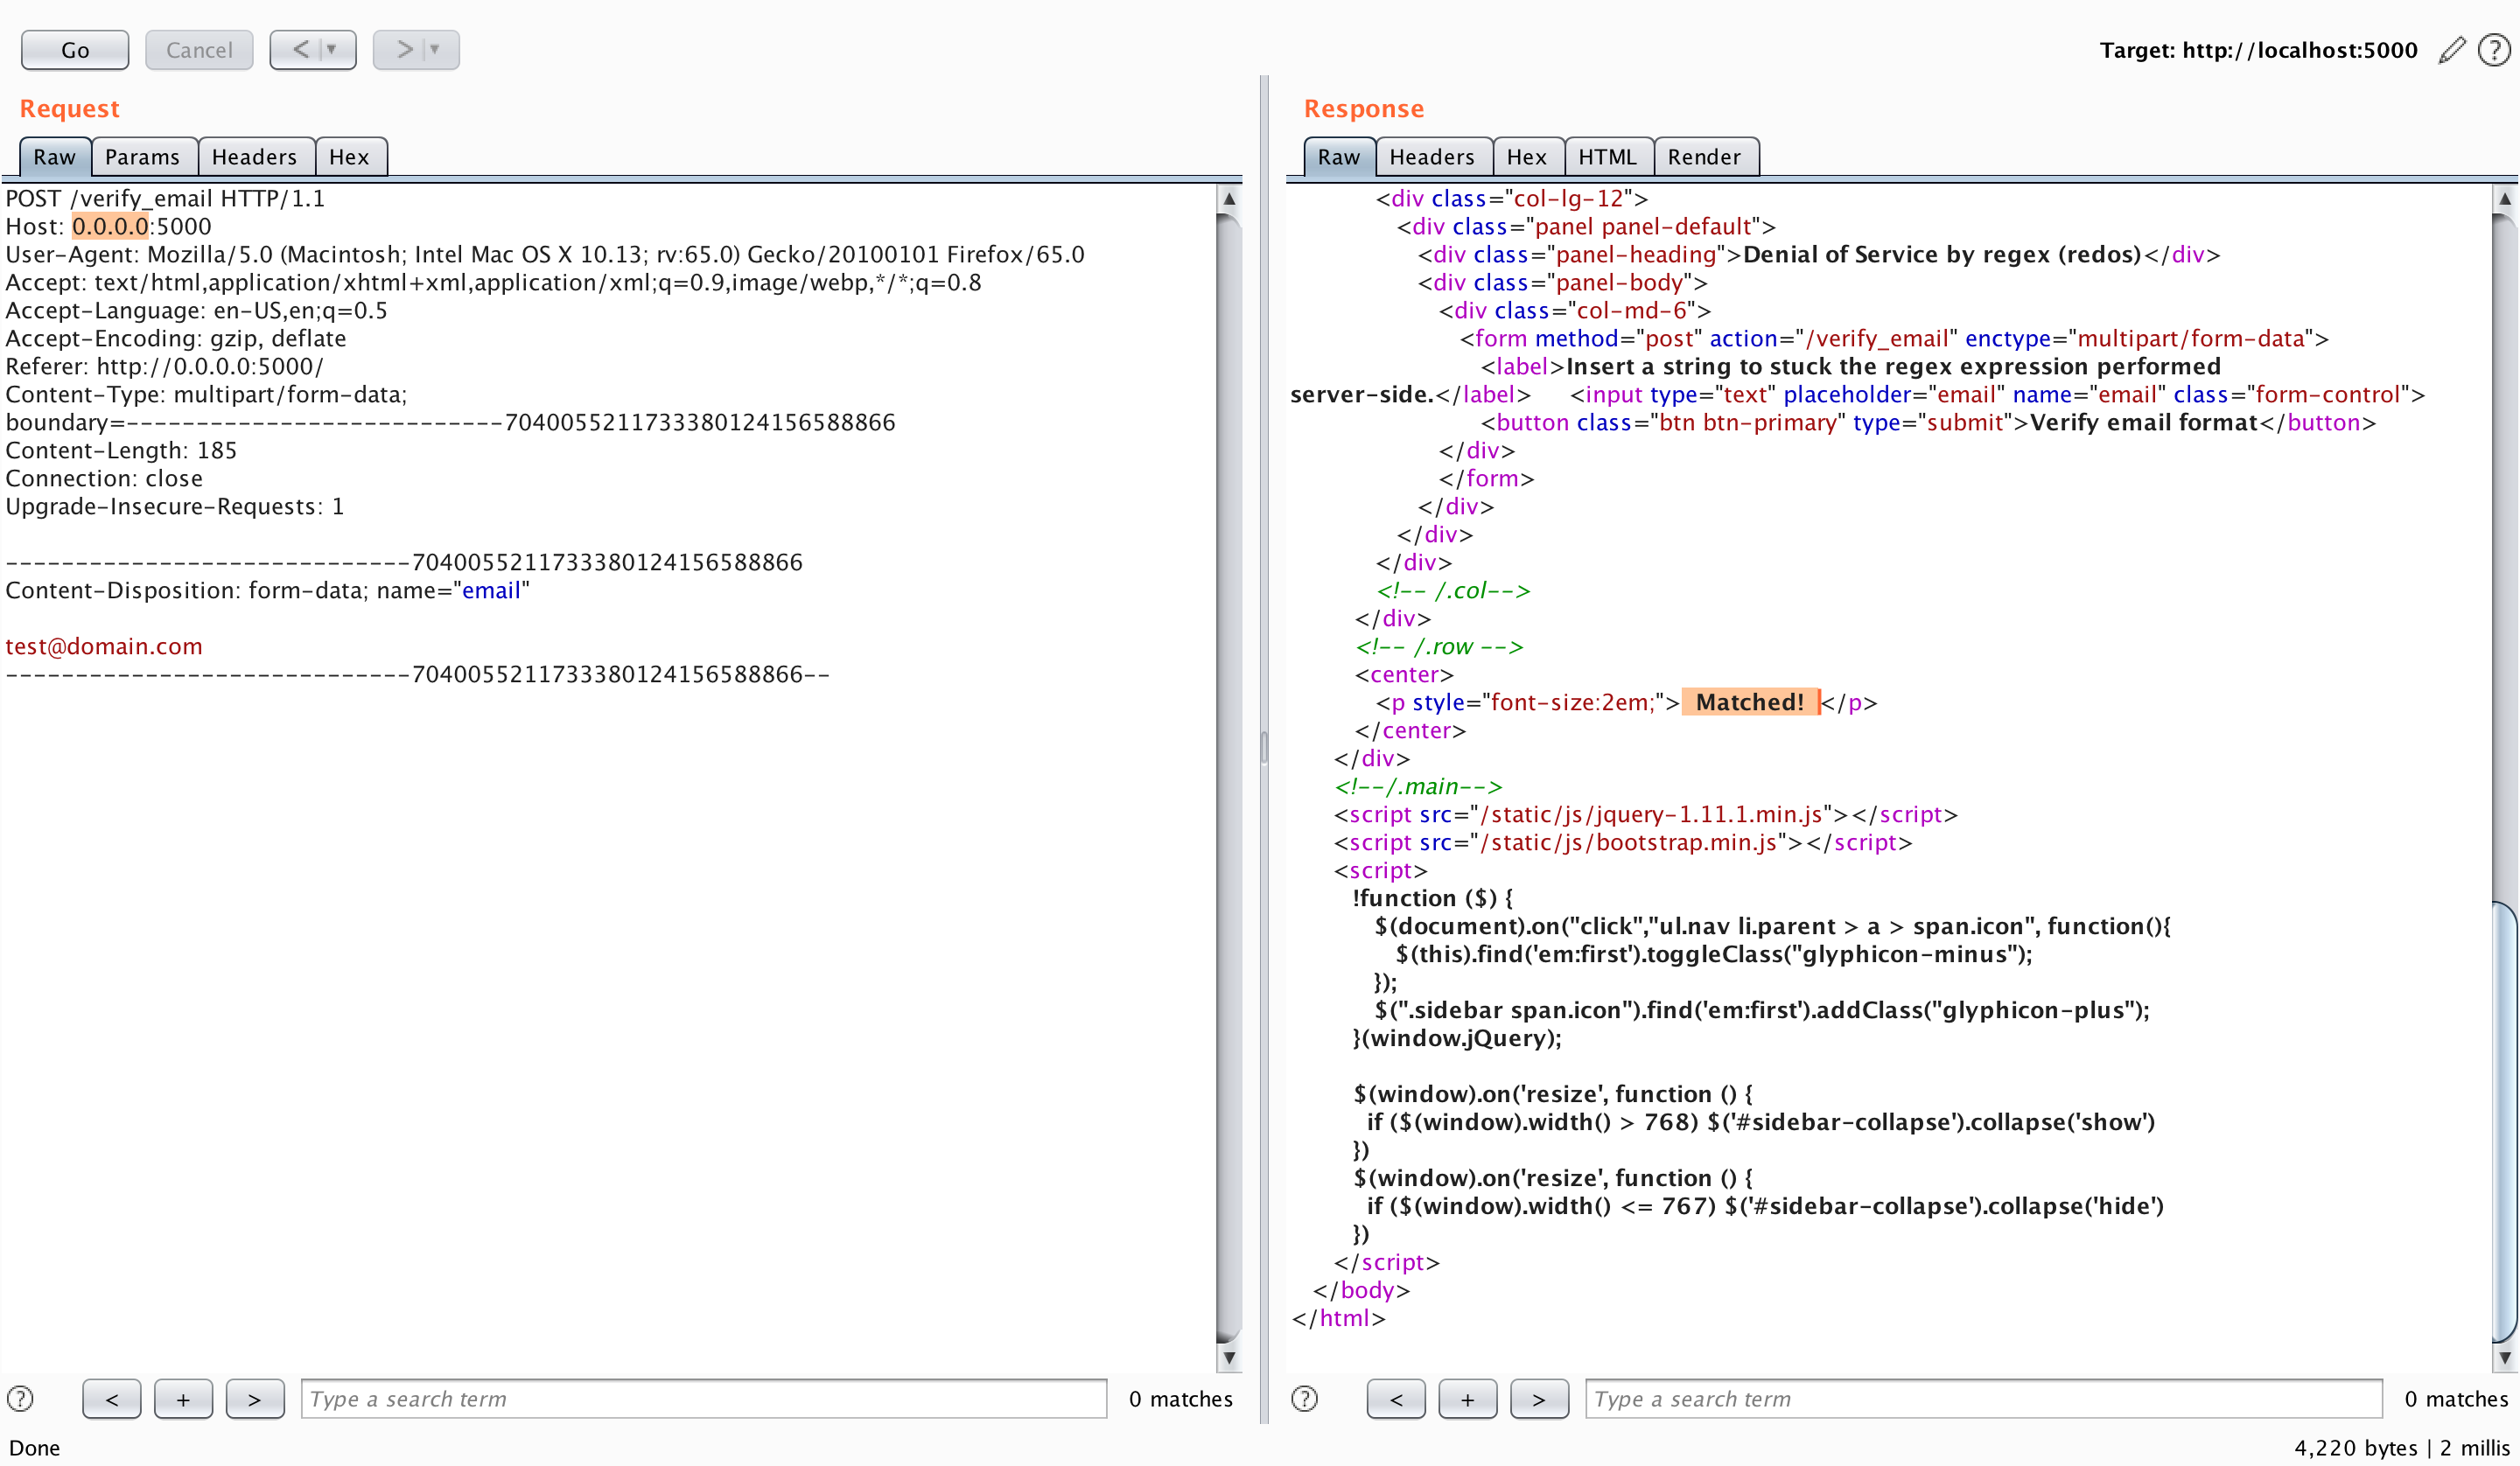 Go Cancel < ▼ > ▼ Target: http://localhost:5000 ?
Request
Raw Params Headers Hex
POST /verify_email HTTP/1.1
Host: 0.0.0.0:5000
User-Agent: Mozilla/5.0 (Macintosh; Intel Mac OS X 10.13; rv:65.0) Gecko/20100101 Firefox/65.0
Accept: text/html,application/xhtml+xml,application/xml;q=0.9,image/webp,*/*;q=0.8
Accept-Language: en-US,en;q=0.5
Accept-Encoding: gzip, deflate
Referer: http://0.0.0.0:5000/
Content-Type: multipart/form-data;
boundary=---------------------------7040055211733380124156588866
Content-Length: 185
Connection: close
Upgrade-Insecure-Requests: 1
-----------------------------7040055211733380124156588866
Content-Disposition: form-data; name="email"
test@domain.com
-----------------------------7040055211733380124156588866--
? < + > Type a search term 0 matches
Done
Response
Raw Headers Hex HTML Render
<div class="col-lg-12">
<div class="panel panel-default">
<div class="panel-heading">Denial of Service by regex (redos)</div>
<div class="panel-body">
<div class="col-md-6">
<form method="post" action="/verify_email" enctype="multipart/form-data">
<label>Insert a string to stuck the regex expression performed
server-side.</label> <input type="text" placeholder="email" name="email" class="form-control">
<button class="btn btn-primary" type="submit">Verify email format</button>
</div>
</form>
</div>
</div>
</div>
<!-- /.col-->
</div>
<!-- /.row -->
<center>
<p style="font-size:2em;"> Matched! </p>
</center>
</div>
<!--/.main-->
<script src="/static/js/jquery-1.11.1.min.js"></script>
<script src="/static/js/bootstrap.min.js"></script>
<script>
!function ($) {
$(document).on("click","ul.nav li.parent > a > span.icon", function(){
$(this).find('em:first').toggleClass("glyphicon-minus");
});
$(".sidebar span.icon").find('em:first').addClass("glyphicon-plus");
}(window.jQuery);
$(window).on('resize', function () {
if ($(window).width() > 768) $('#sidebar-collapse').collapse('show')
})
$(window).on('resize', function () {
if ($(window).width() <= 767) $('#sidebar-collapse').collapse('hide')
})
</script>
</body>
</html>
? < + > Type a search term 0 matches
4,220 bytes | 2 millis